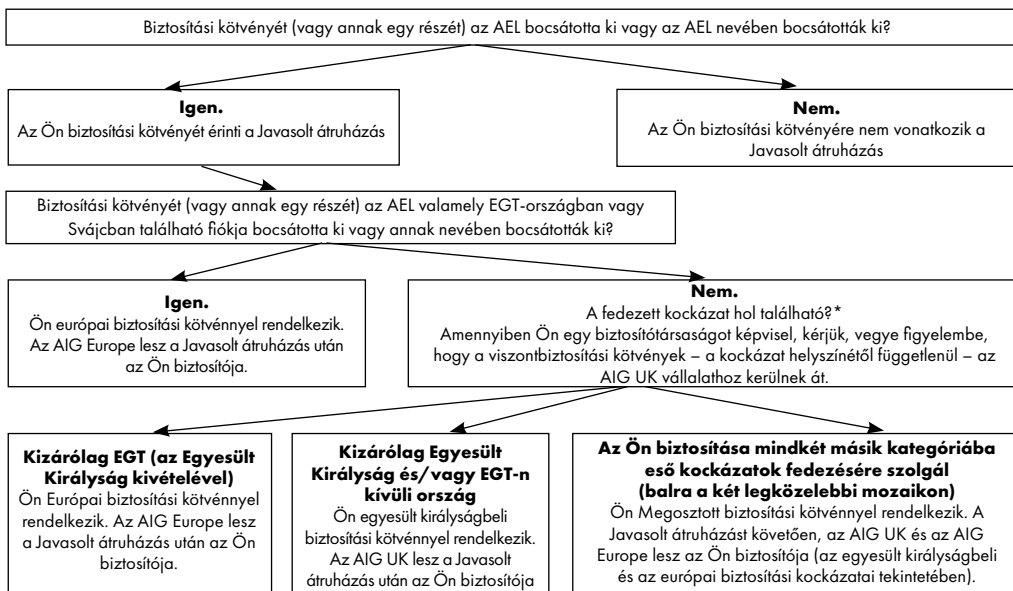 Biztosítási kötvényét (vagy annak egy részét) az AEL bocsátotta ki vagy az AEL nevében bocsátották ki?
Igen.
Az Ön biztosítási kötvényét érinti a Javasolt átruházás
Nem.
Az Ön biztosítási kötvényére nem vonatkozik a
Javasolt átruházás
Biztosítási kötvényét (vagy annak egy részét) az AEL valamely EGT-országban vagy
Svájcban található fiókja bocsátotta ki vagy annak nevében bocsátották ki?
Igen.
Ön európai biztosítási kötvénnyel rendelkezik.
Az AIG Europe lesz a Javasolt átruházás után
az Ön biztosítója.
Nem.
A fedezett kockázat hol található?*
Amennyiben Ön egy biztosítótársaságot képvisel, kérjük, vegye figyelembe,
hogy a viszontbiztosítási kötvények – a kockázat helyszínétől függetlenül – az
AIG UK vállalathoz kerülnek át.
Kizárólag EGT (az Egyesült
Királyság kivételével)
Ön Európai biztosítási kötvénnyel
rendelkezik. Az AIG Europe lesz
a Javasolt átruházás után az Ön
biztosítója.
Kizárólag Egyesült
Királyság és/vagy EGT-n
kívüli ország
Ön egyesült királyságbeli
biztosítási kötvénnyel rendelkezik.
Az AIG UK lesz a Javasolt
átruházás után az Ön biztosítója
Az Ön biztosítása mindkét másik kategóriába
eső kockázatok fedezésére szolgál
(balra a két legközelebbi mozaikon)
Ön Megosztott biztosítási kötvénnyel rendelkezik. A
Javasolt átruházást követően, az AIG UK és az AIG
Europe lesz az Ön biztosítója (az egyesült királyságbeli
és az európai biztosítási kockázatai tekintetében).